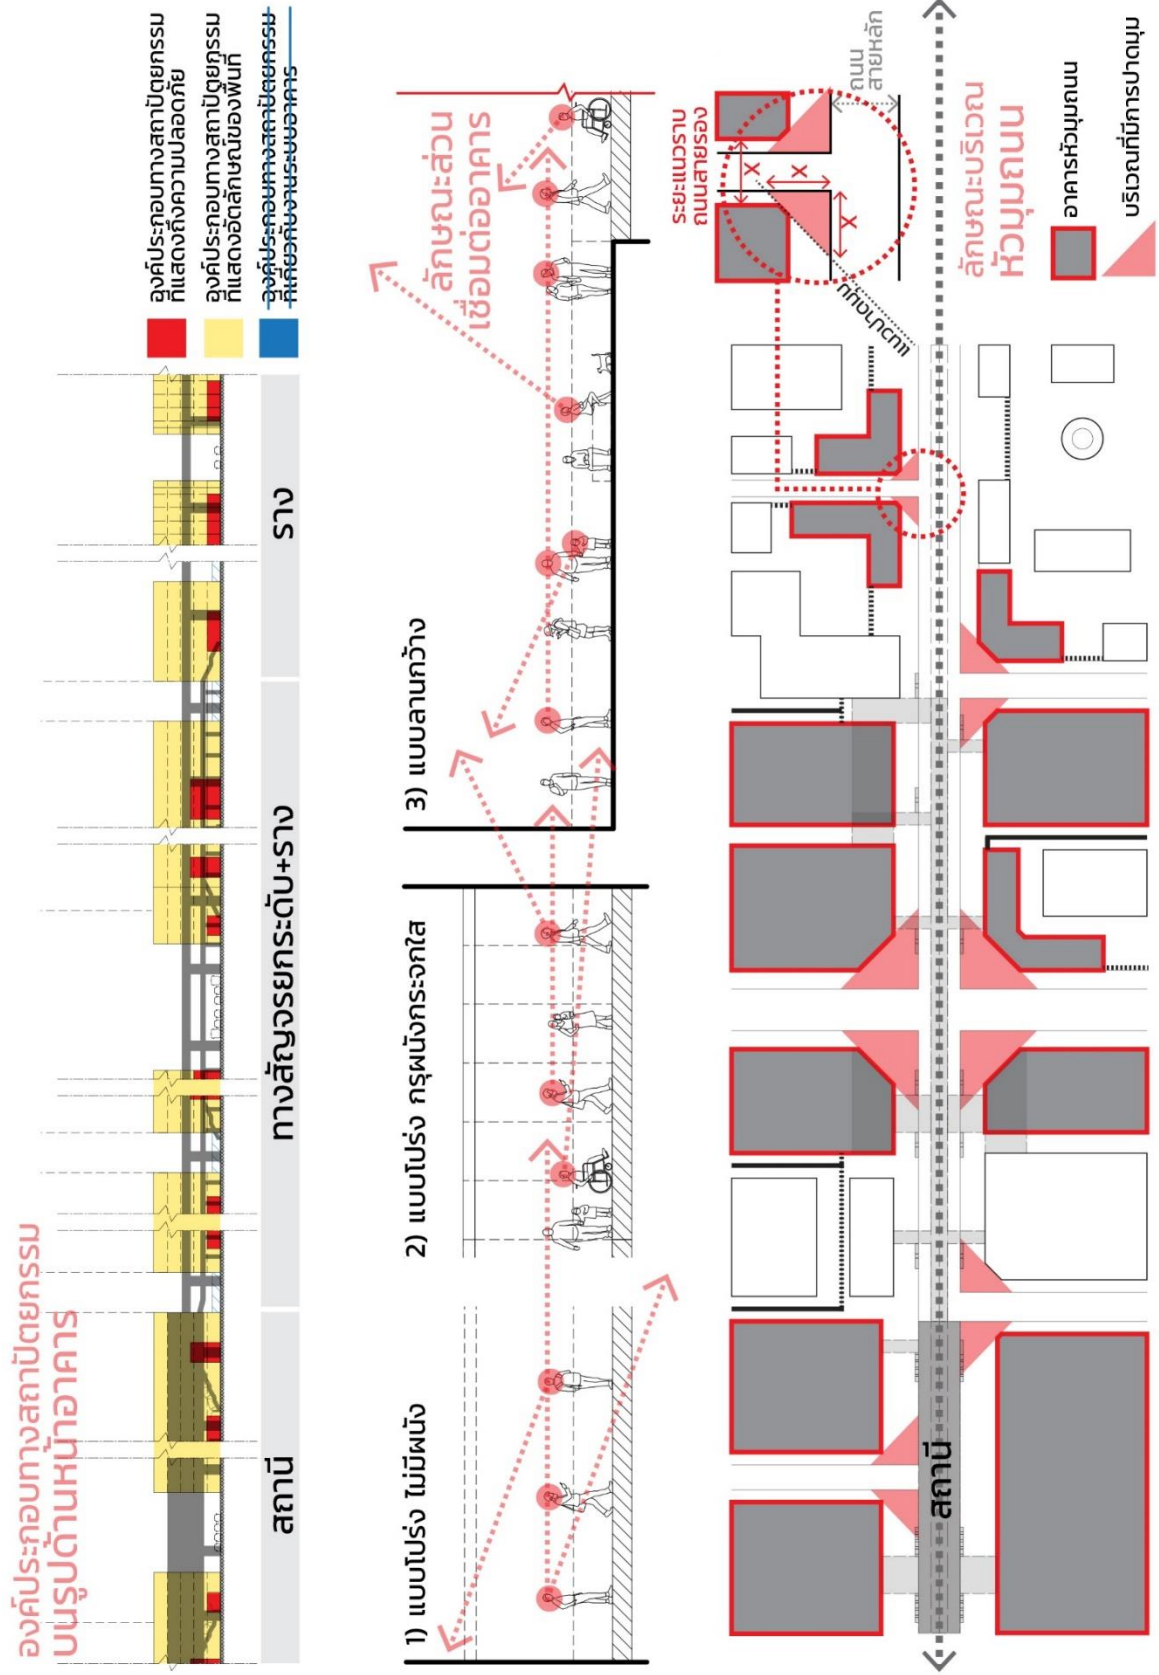 องค์ประกอบทางสถาปัตยกรรม
บนรูปด้านหน้าอาคาร
องค์ประกอบทางสถาปัตยกรรม
ที่แสดงถึงความปลอดภัย
องค์ประกอบทางสถาปัตยกรรม
ที่แสดงอัตลักษณ์ของพื้นที่
องค์ประกอบทางสถาปัตยกรรม
ที่เกี่ยวกับงานระบบอาคาร
สถานี
ทางสัญจรยกระดับ+ราง
ราง
1) แบบโปร่ง ไม่มีผนัง
2) แบบโปร่ง กรุผนังกระจกใส
3) แบบลานกว้าง
ลักษณะส่วน
เชื่อมต่ออาคาร
ระยะแนวราบ
ถนนสายรอง
ถนน
สายหลัก
X
X
X
แนวปาดมุม
สถานี
ลักษณะบริเวณ
หัวมุมถนน
อาคารหัวมุมถนน
บริเวณที่มีการปาดมุม